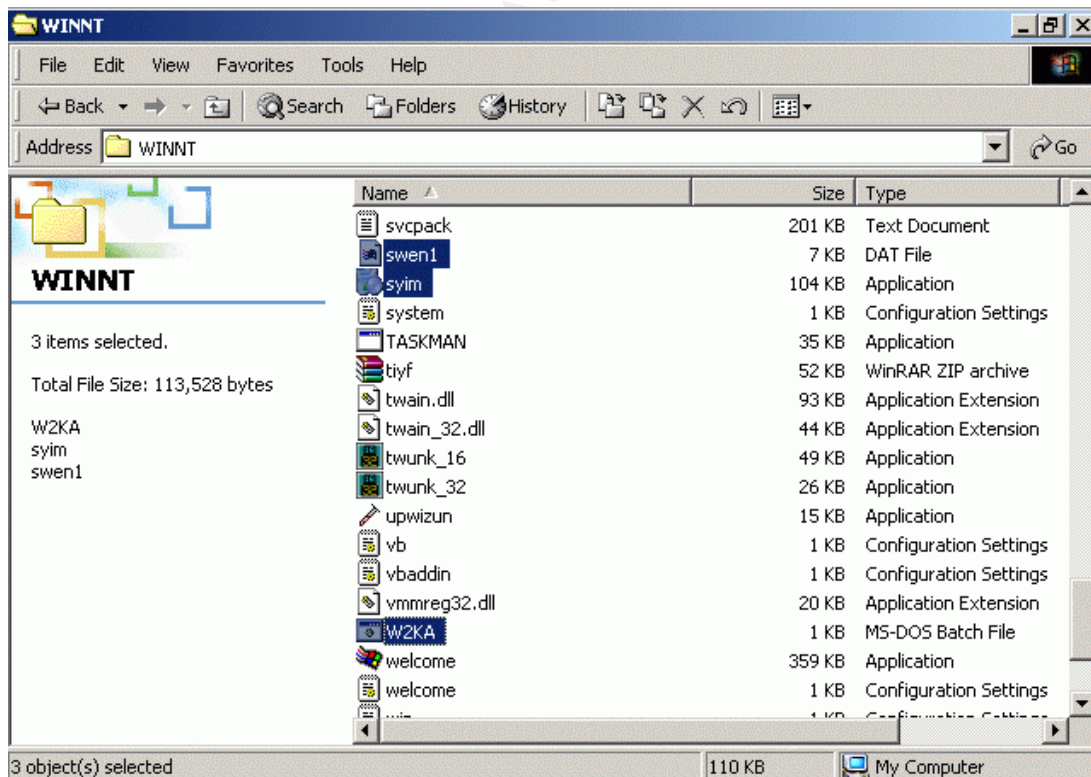 WINNT
File Edit View Favorites Tools Help
Back Search Folders History
Address WINNT Go
WINNT
3 items selected.
Total File Size: 113,528 bytes
W2KA
syim
swen1
Name Size Type
svcpack 201 KB Text Document
swen1 7 KB DAT File
syim 104 KB Application
system 1 KB Configuration Settings
TASKMAN 35 KB Application
tiyf 52 KB WinRAR ZIP archive
twain.dll 93 KB Application Extension
twain_32.dll 44 KB Application Extension
twunk_16 49 KB Application
twunk_32 26 KB Application
upwizun 15 KB Application
vb 1 KB Configuration Settings
vbaddin 1 KB Configuration Settings
vmmreg32.dll 20 KB Application Extension
W2KA 1 KB MS-DOS Batch File
welcome 359 KB Application
welcome 1 KB Configuration Settings
3 object(s) selected 110 KB My Computer